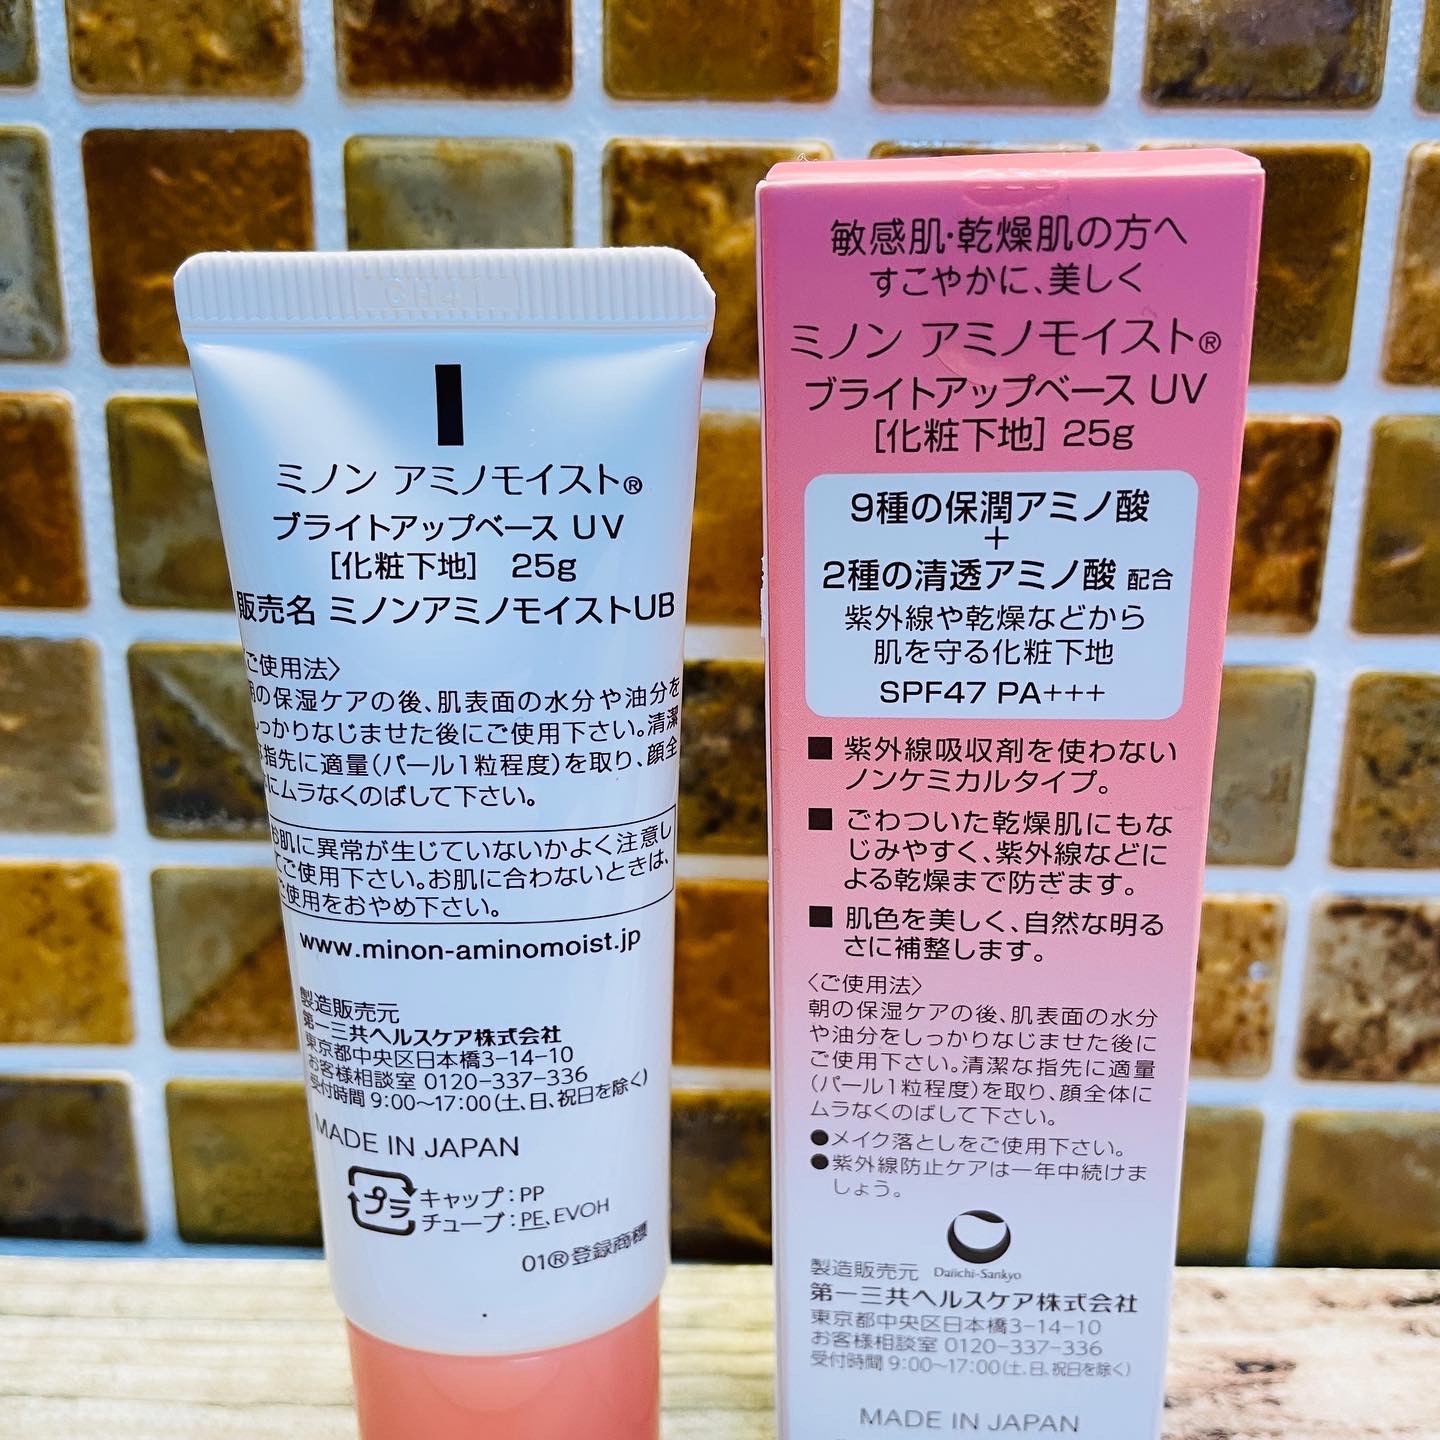 CH41
ミノン アミノモイスト®
ブライトアップベース UV
[化粧下地] 25g
販売名 ミノンアミノモイストUB
ご使用法〉
の保湿ケアの後、肌表面の水分や油分を
しっかりなじませた後にご使用下さい。清潔
な指先に適量(パール1粒程度)を取り、顔全
にムラなくのばして下さい。
お肌に異常が生じていないかよく注意し
てご使用下さい。お肌に合わないときは、
ご使用をおやめ下さい。
www.minon-aminomoist.jp
製造販売元
第一三共ヘルスケア株式会社
東京都中央区日本橋3-14-10
お客様相談室 0120-337-336
受付時間 9:00〜17:00(土、日、祝日を除く)
MADE IN JAPAN
プラ
キャップ:PP
チューブ:PE、EVOH
01®登録商標
敏感肌・乾燥肌の方へ
すこやかに、美しく
ミノン アミノモイスト®
ブライトアップベース UV
[化粧下地] 25g
9種の保潤アミノ酸
+
2種の清透アミノ酸 配合
紫外線や乾燥などから
肌を守る化粧下地
SPF47 PA+++
■ 紫外線吸収剤を使わない
ノンケミカルタイプ。
■ ごわついた乾燥肌にもな
じみやすく、紫外線などに
よる乾燥まで防ぎます。
■ 肌色を美しく、自然な明る
さに補整します。
〈ご使用法〉
朝の保湿ケアの後、肌表面の水分
や油分をしっかりなじませた後に
ご使用下さい。清潔な指先に適量
(パール1粒程度)を取り、顔全体に
ムラなくのばして下さい。
●メイク落としをご使用下さい。
●紫外線防止ケアは一年中続けま
しょう。
Daiichi-Sankyo
製造販売元
第一三共ヘルスケア株式会社
東京都中央区日本橋3-14-10
お客様相談室 0120-337-336
受付時間 9:00〜17:00(土、日、祝日を除く)
MADE IN JAPAN